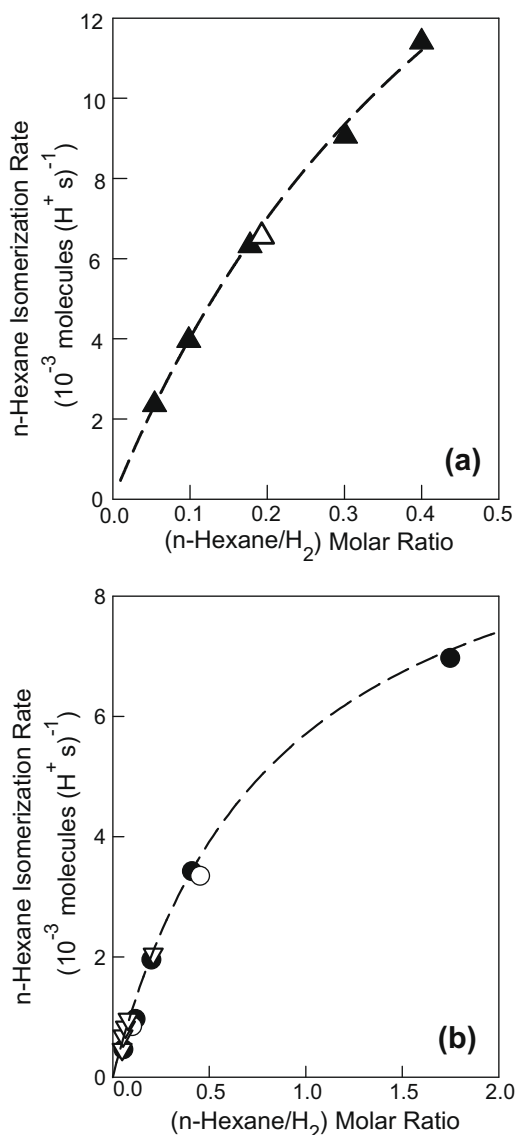 12
10
8
6
4
2
0
n-Hexane Isomerization Rate
(10⁻³ molecules (H⁺ s)⁻¹
(a)
0.0 0.1 0.2 0.3 0.4 0.5
(n-Hexane/H₂) Molar Ratio
8
6
4
2
0
n-Hexane Isomerization Rate
(10⁻³ molecules (H⁺ s)⁻¹
(b)
0.0 0.5 1.0 1.5 2.0
(n-Hexane/H₂) Molar Ratio